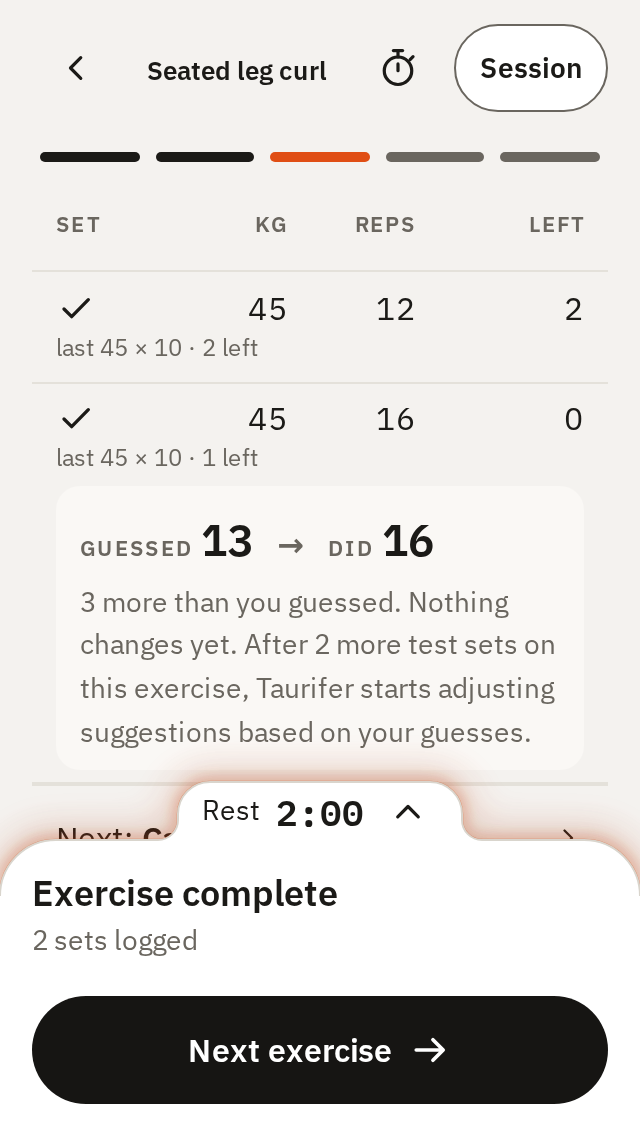 Seated leg curl
Session
SET KG REPS LEFT
45 12 2
last 45 × 10 · 2 left
45 16 0
last 45 × 10 · 1 left
GUESSED 13 → DID 16
3 more than you guessed. Nothing
changes yet. After 2 more test sets on
this exercise, Taurifer starts adjusting
suggestions based on your guesses.
Rest 2:00
Next:
Exercise complete
2 sets logged
Next exercise →